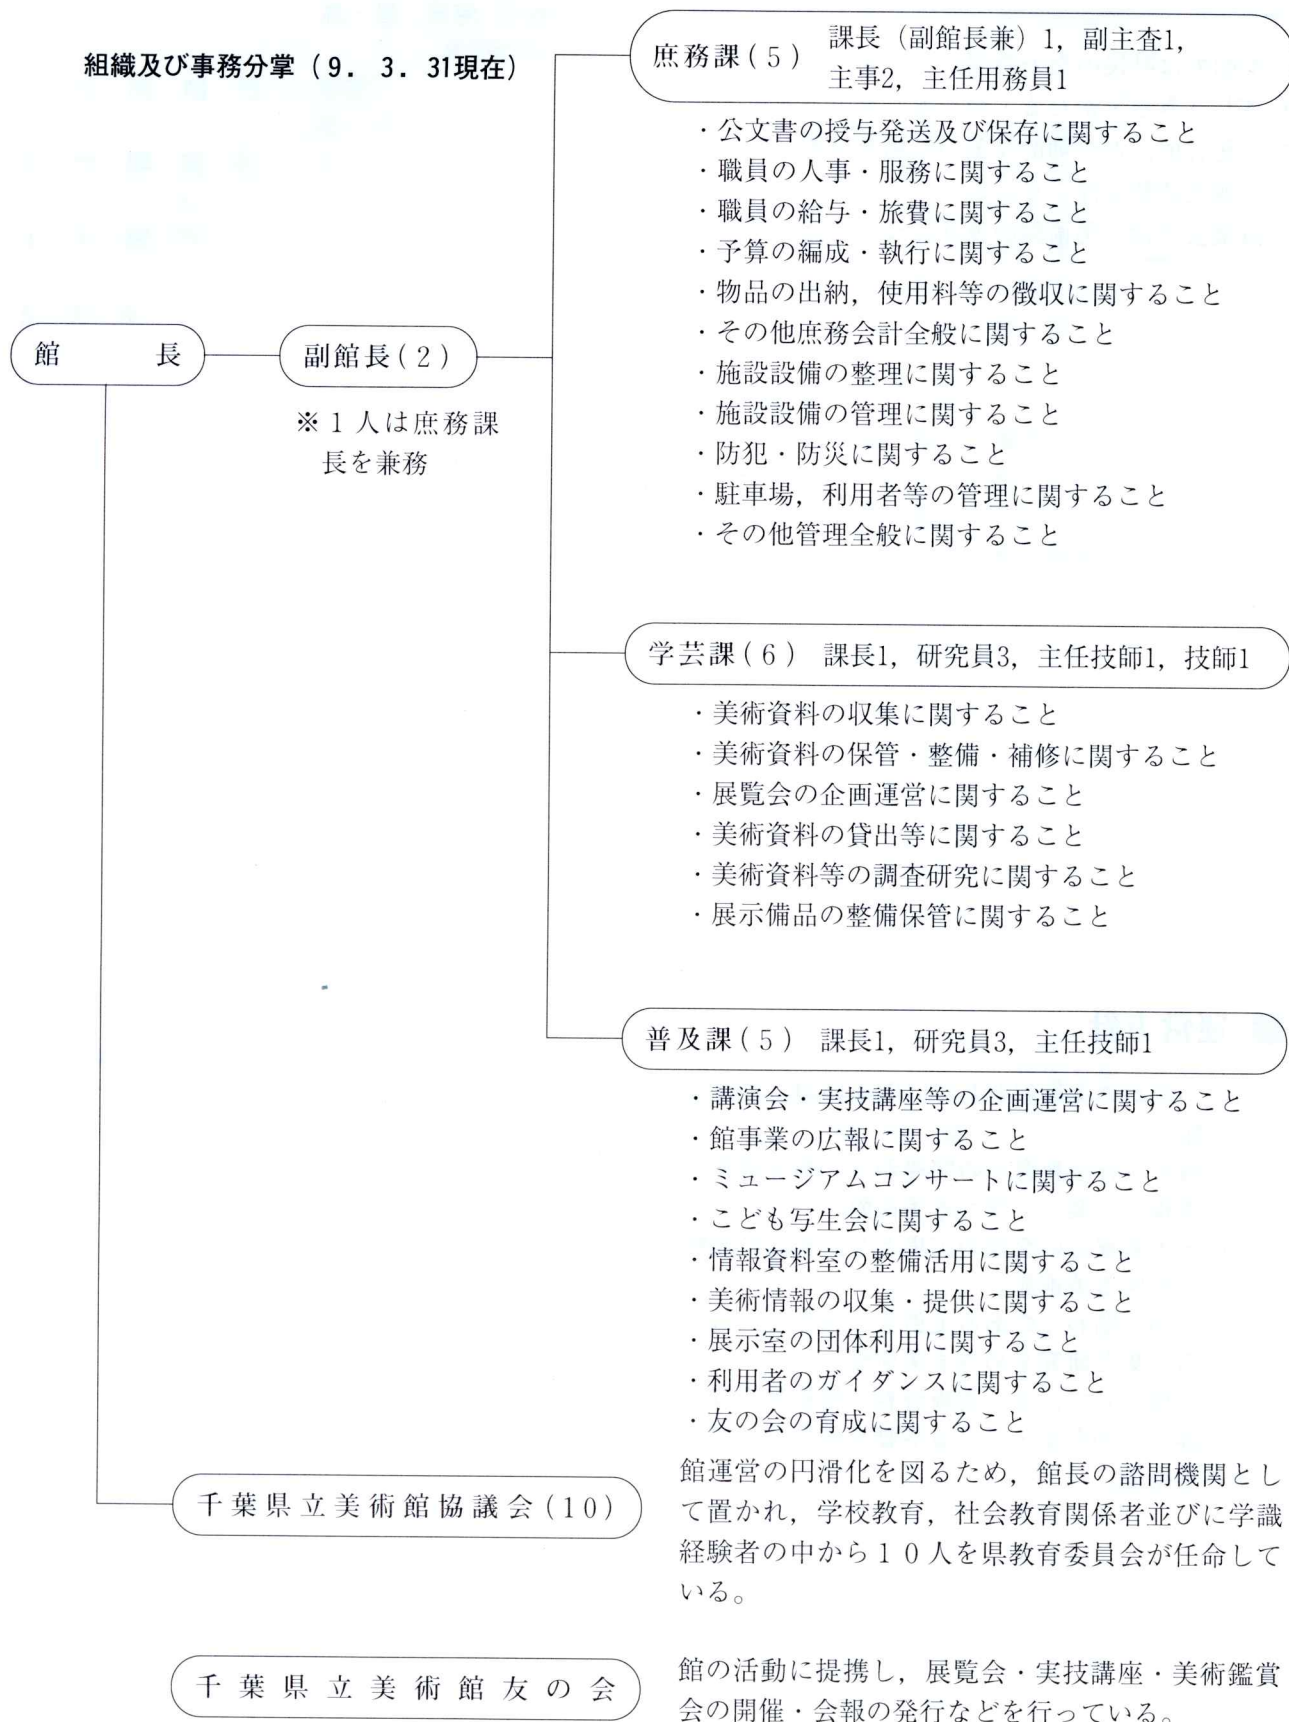 組織及び事務分掌（9．3．31現在）
庶務課(5) 課長（副館長兼）1，副主査1，
主事2，主任用務員1
・公文書の授与発送及び保存に関すること
・職員の人事・服務に関すること
・職員の給与・旅費に関すること
・予算の編成・執行に関すること
・物品の出納，使用料等の徴収に関すること
・その他庶務会計全般に関すること
・施設設備の整理に関すること
・施設設備の管理に関すること
・防犯・防災に関すること
・駐車場，利用者等の管理に関すること
・その他管理全般に関すること
館　　長
副館長(2)
※1人は庶務課
長を兼務
学芸課(6) 課長1，研究員3，主任技師1，技師1
・美術資料の収集に関すること
・美術資料の保管・整備・補修に関すること
・展覧会の企画運営に関すること
・美術資料の貸出等に関すること
・美術資料等の調査研究に関すること
・展示備品の整備保管に関すること
普及課(5) 課長1，研究員3，主任技師1
・講演会・実技講座等の企画運営に関すること
・館事業の広報に関すること
・ミュージアムコンサートに関すること
・こども写生会に関すること
・情報資料室の整備活用に関すること
・美術情報の収集・提供に関すること
・展示室の団体利用に関すること
・利用者のガイダンスに関すること
・友の会の育成に関すること
千葉県立美術館協議会(10)
館運営の円滑化を図るため，館長の諮問機関とし
て置かれ，学校教育，社会教育関係者並びに学識
経験者の中から１０人を県教育委員会が任命して
いる。
千葉県立美術館友の会
館の活動に提携し，展覧会・実技講座・美術鑑賞
会の開催・会報の発行などを行っている。